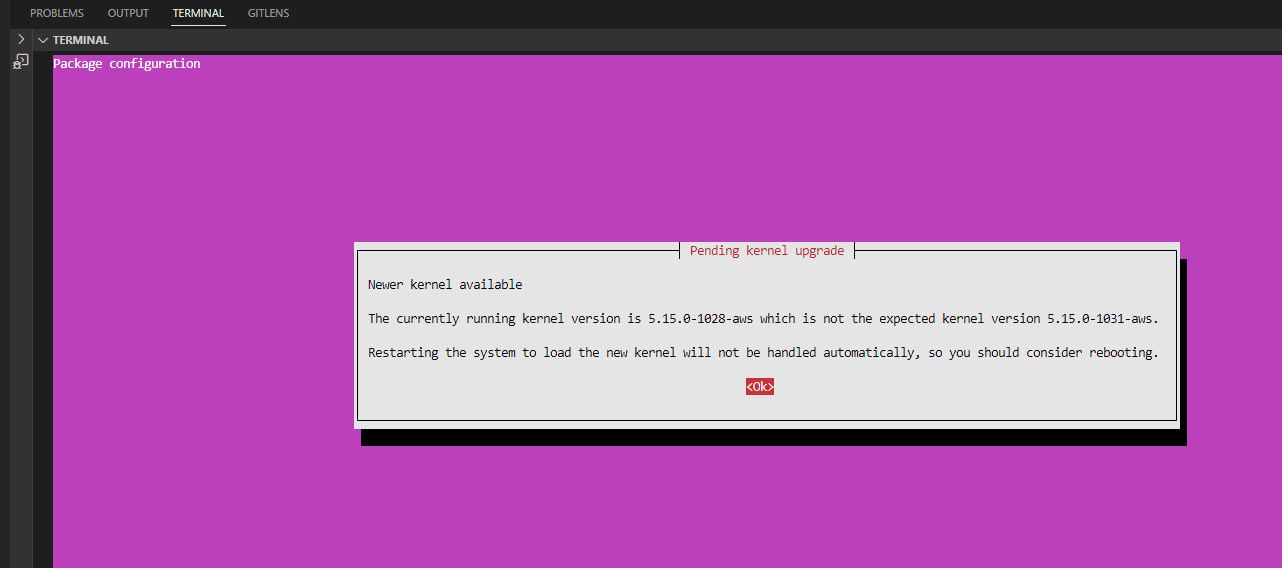 PROBLEMS OUTPUT TERMINAL GITLENS
TERMINAL
Package configuration
Pending kernel upgrade
Newer kernel available
The currently running kernel version is 5.15.0-1028-aws which is not the expected kernel version 5.15.0-1031-aws.
Restarting the system to load the new kernel will not be handled automatically, so you should consider rebooting.
<Ok>